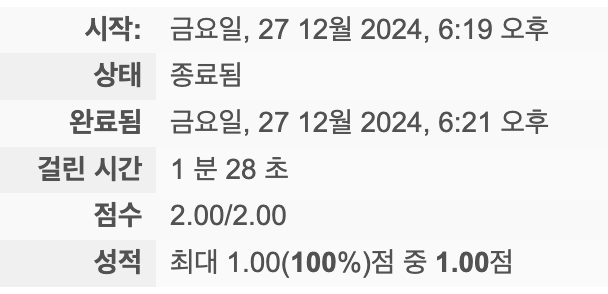 시작: 금요일, 27 12월 2024, 6:19 오후
상태 종료됨
완료됨 금요일, 27 12월 2024, 6:21 오후
걸린 시간 1 분 28 초
점수 2.00/2.00
성적 최대 1.00(100%)점 중 1.00점